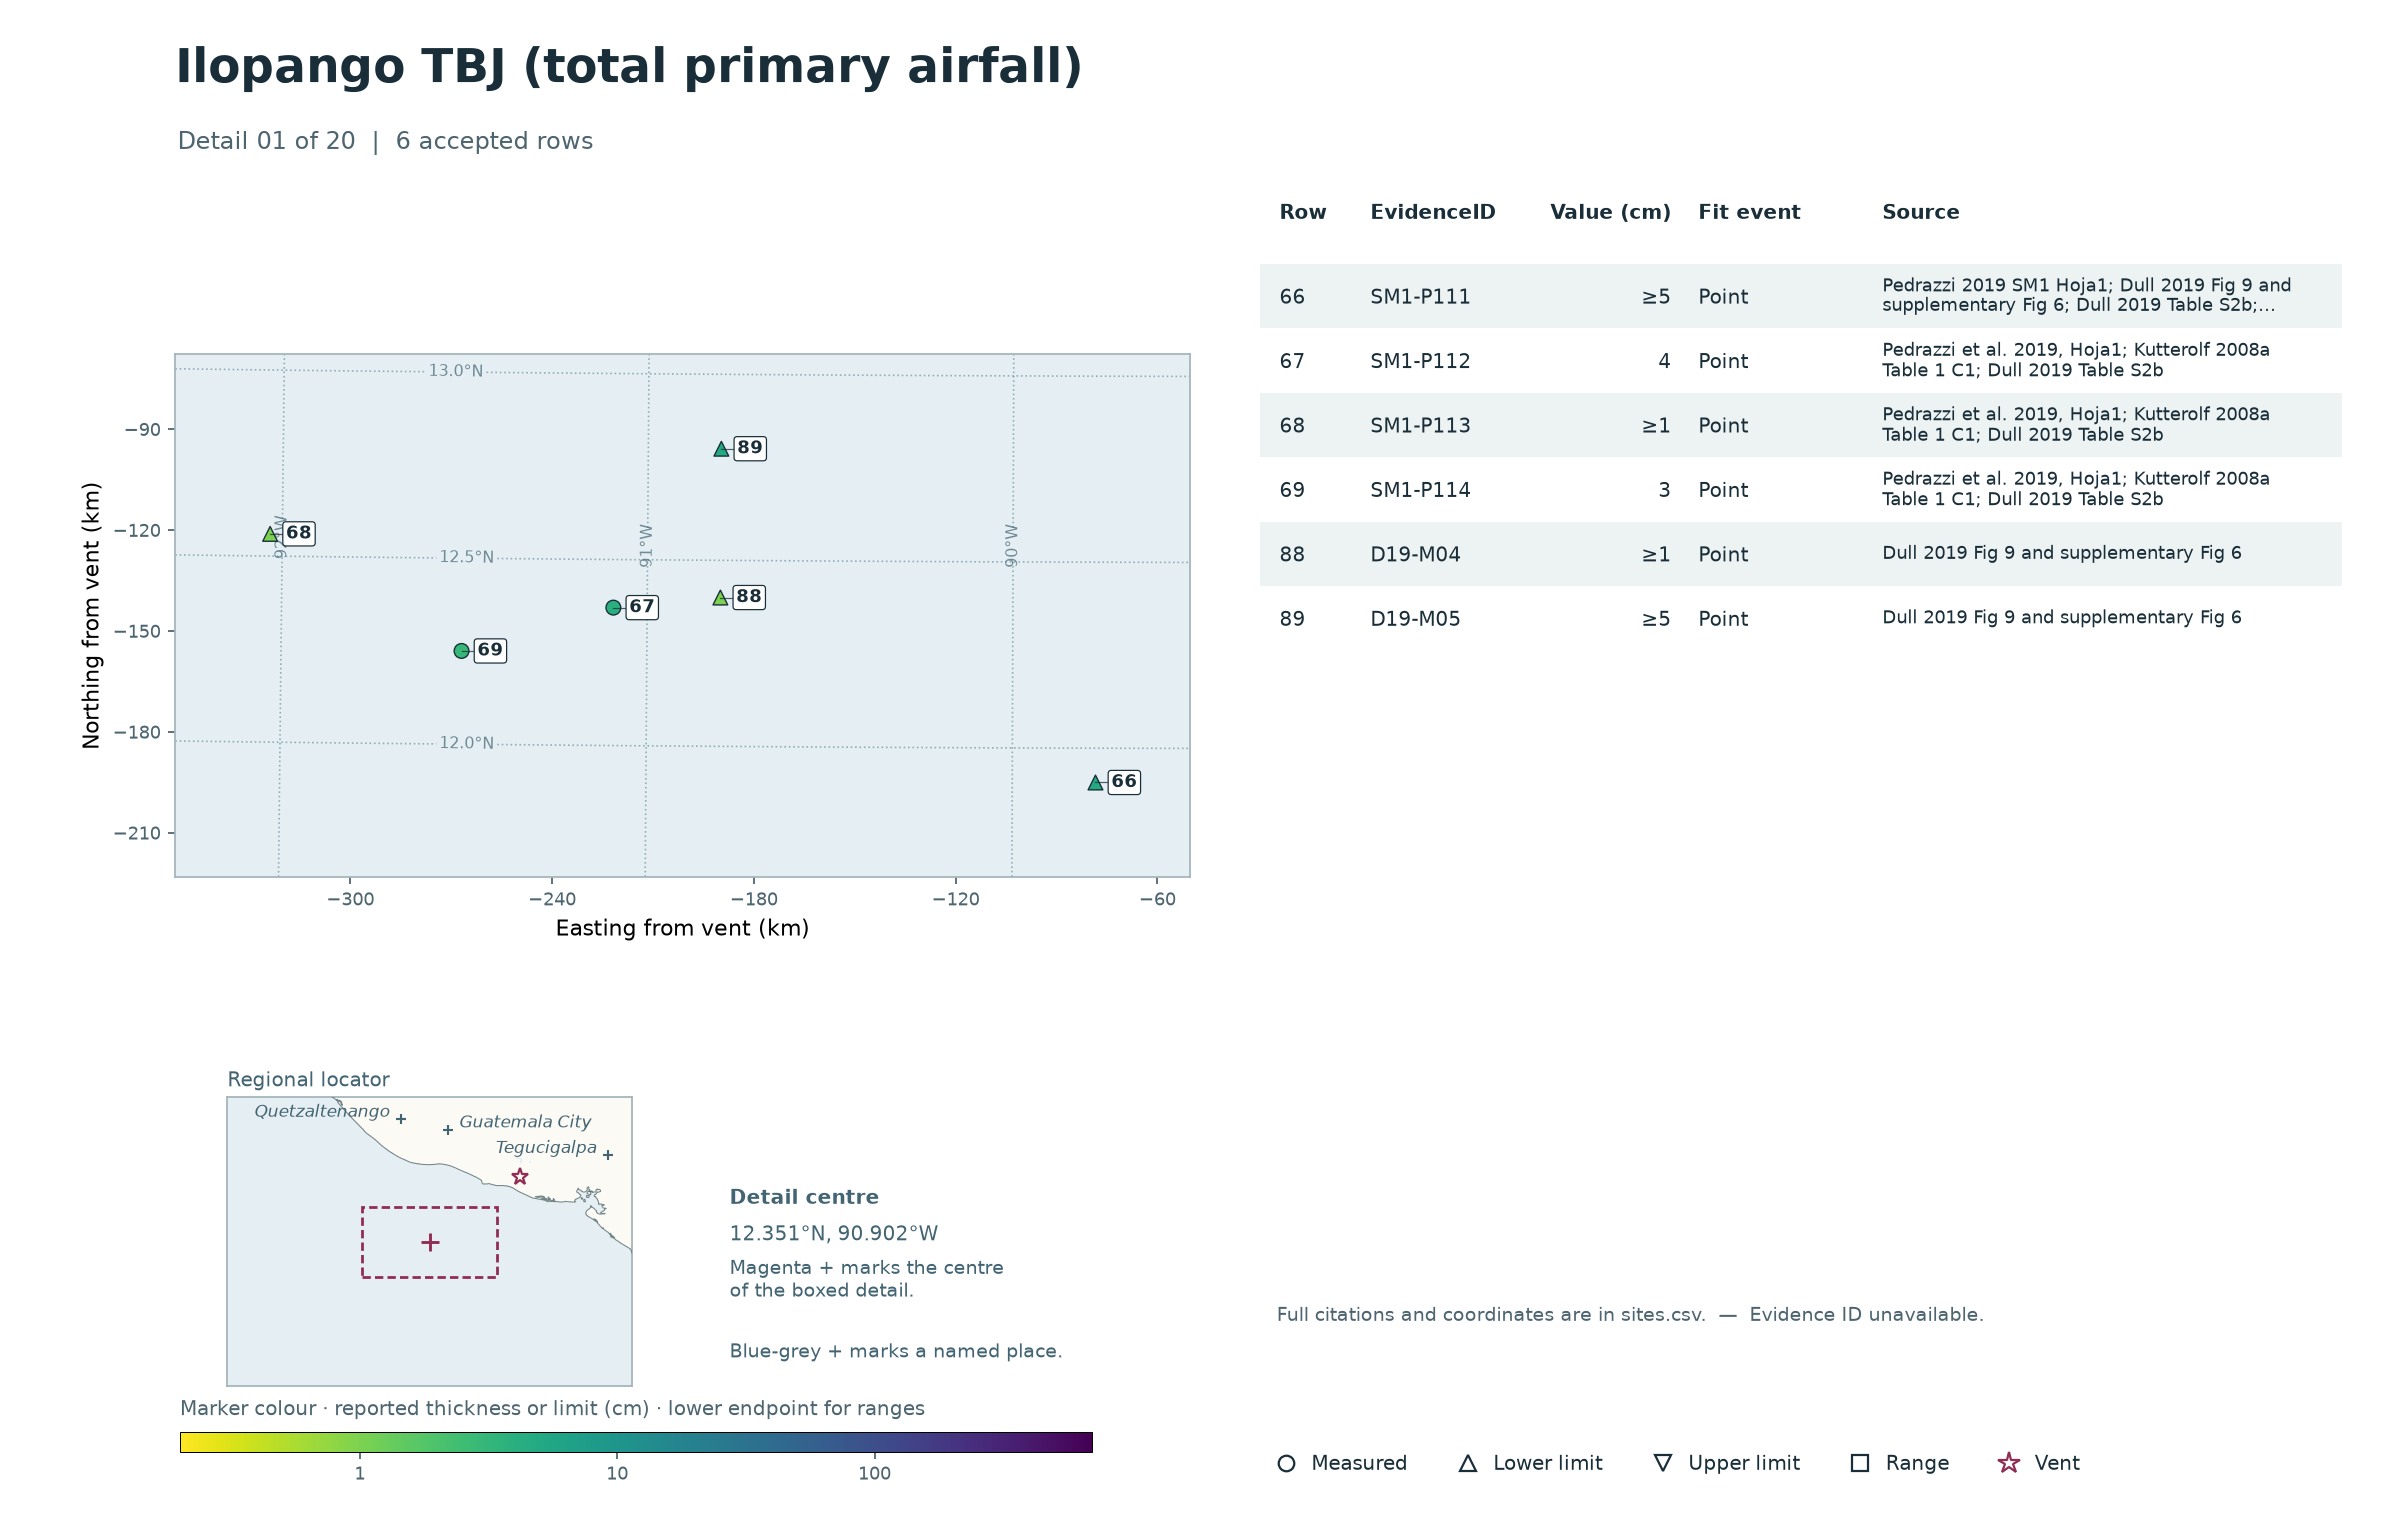 Ilopango TBJ (total primary airfall)
Detail 01 of 20 | 6 accepted rows
Row EvidenceID Value (cm) Fit event Source
66 SM1-P111 ≥5 Point Pedrazzi 2019 SM1 Hoja1; Dull 2019 Fig 9 and
supplementary Fig 6; Dull 2019 Table S2b;...
67 SM1-P112 4 Point Pedrazzi et al. 2019, Hoja1; Kutterolf 2008a
Table 1 C1; Dull 2019 Table S2b
68 SM1-P113 ≥1 Point Pedrazzi et al. 2019, Hoja1; Kutterolf 2008a
Table 1 C1; Dull 2019 Table S2b
69 SM1-P114 3 Point Pedrazzi et al. 2019, Hoja1; Kutterolf 2008a
Table 1 C1; Dull 2019 Table S2b
88 D19-M04 ≥1 Point Dull 2019 Fig 9 and supplementary Fig 6
89 D19-M05 ≥5 Point Dull 2019 Fig 9 and supplementary Fig 6
Northing from vent (km)
−90
−120
−150
−180
−210
13.0°N
12.5°N
12.0°N
91°W
90°W
89
68
67
88
69
66
−300 −240 −180 −120 −60
Easting from vent (km)
Regional locator
Quetzaltenango
Guatemala City
Tegucigalpa
Detail centre
12.351°N, 90.902°W
Magenta + marks the centre
of the boxed detail.
Blue-grey + marks a named place.
Full citations and coordinates are in sites.csv. — Evidence ID unavailable.
Marker colour · reported thickness or limit (cm) · lower endpoint for ranges
1 10 100
Measured Lower limit Upper limit Range Vent